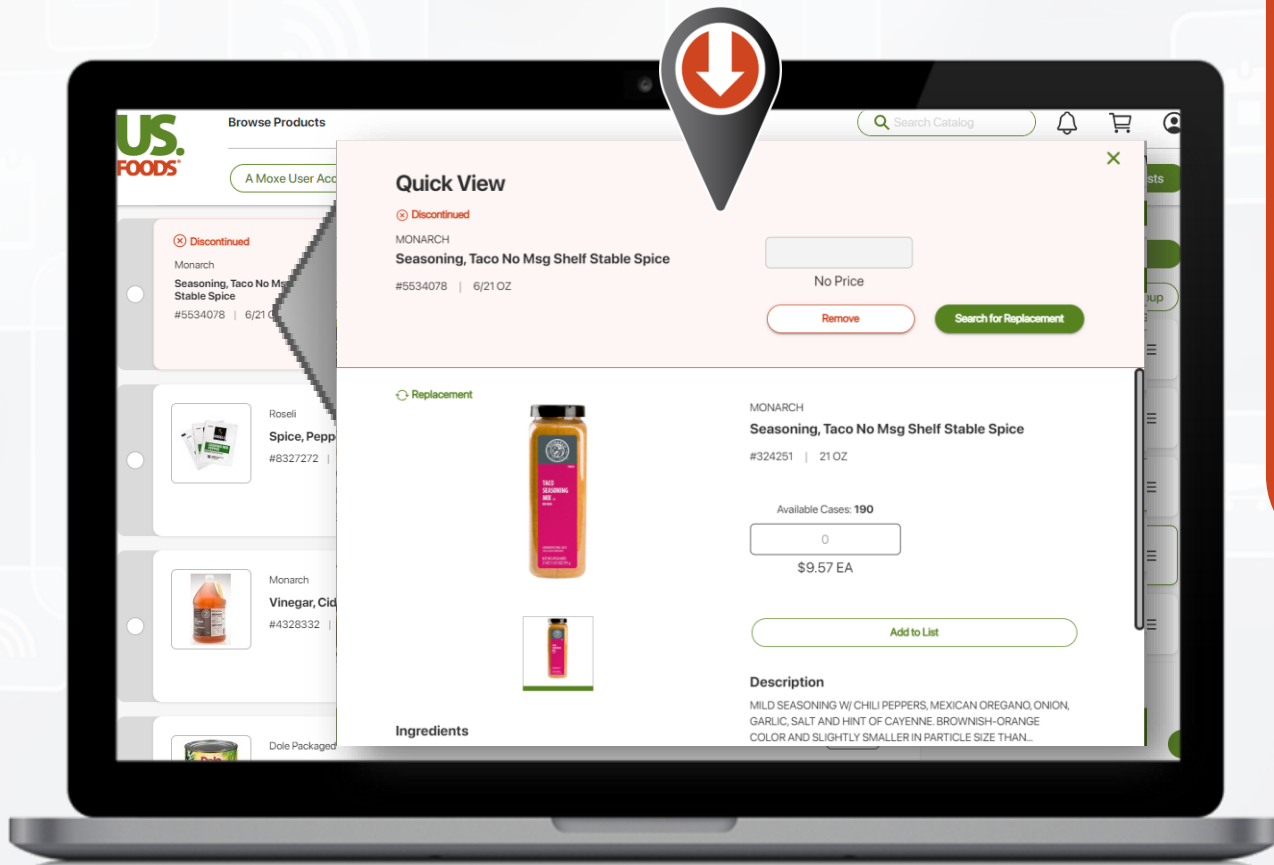 US.
FOODS®
Browse Products
Search Catalog
A Moxe User Acc
sts
Discontinued
Monarch
Seasoning, Taco No Ms
Stable Spice
#5534078 | 6/21
Roseli
Spice, Pepp
#8327272 |
Monarch
Vinegar, Cid
#4328332 |
Dole Packaged
Dole
up
Quick View
Discontinued
MONARCH
Seasoning, Taco No Msg Shelf Stable Spice
#5534078 | 6/21 OZ
No Price
Remove
Search for Replacement
Replacement
TACO
SEASONING
MIX
MONARCH
Seasoning, Taco No Msg Shelf Stable Spice
#324251 | 21 OZ
Available Cases: 190
0
$9.57 EA
Add to List
Description
MILD SEASONING W/ CHILI PEPPERS, MEXICAN OREGANO, ONION,
GARLIC, SALT AND HINT OF CAYENNE. BROWNISH-ORANGE
COLOR AND SLIGHTLY SMALLER IN PARTICLE SIZE THAN...
Ingredients